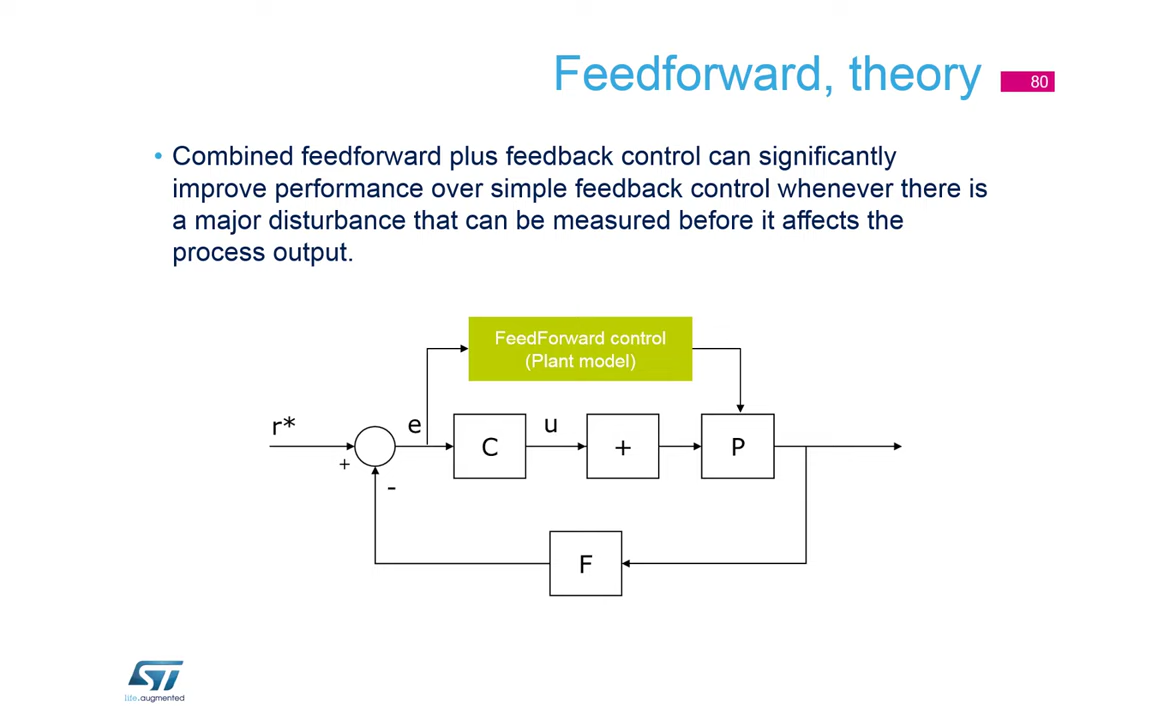 Feedforward, theory
80
• Combined feedforward plus feedback control can significantly
improve performance over simple feedback control whenever there is
a major disturbance that can be measured before it affects the
process output.
FeedForward control
(Plant model)
r*
e
C
u
+
P
+
-
F
ST
life.augmented